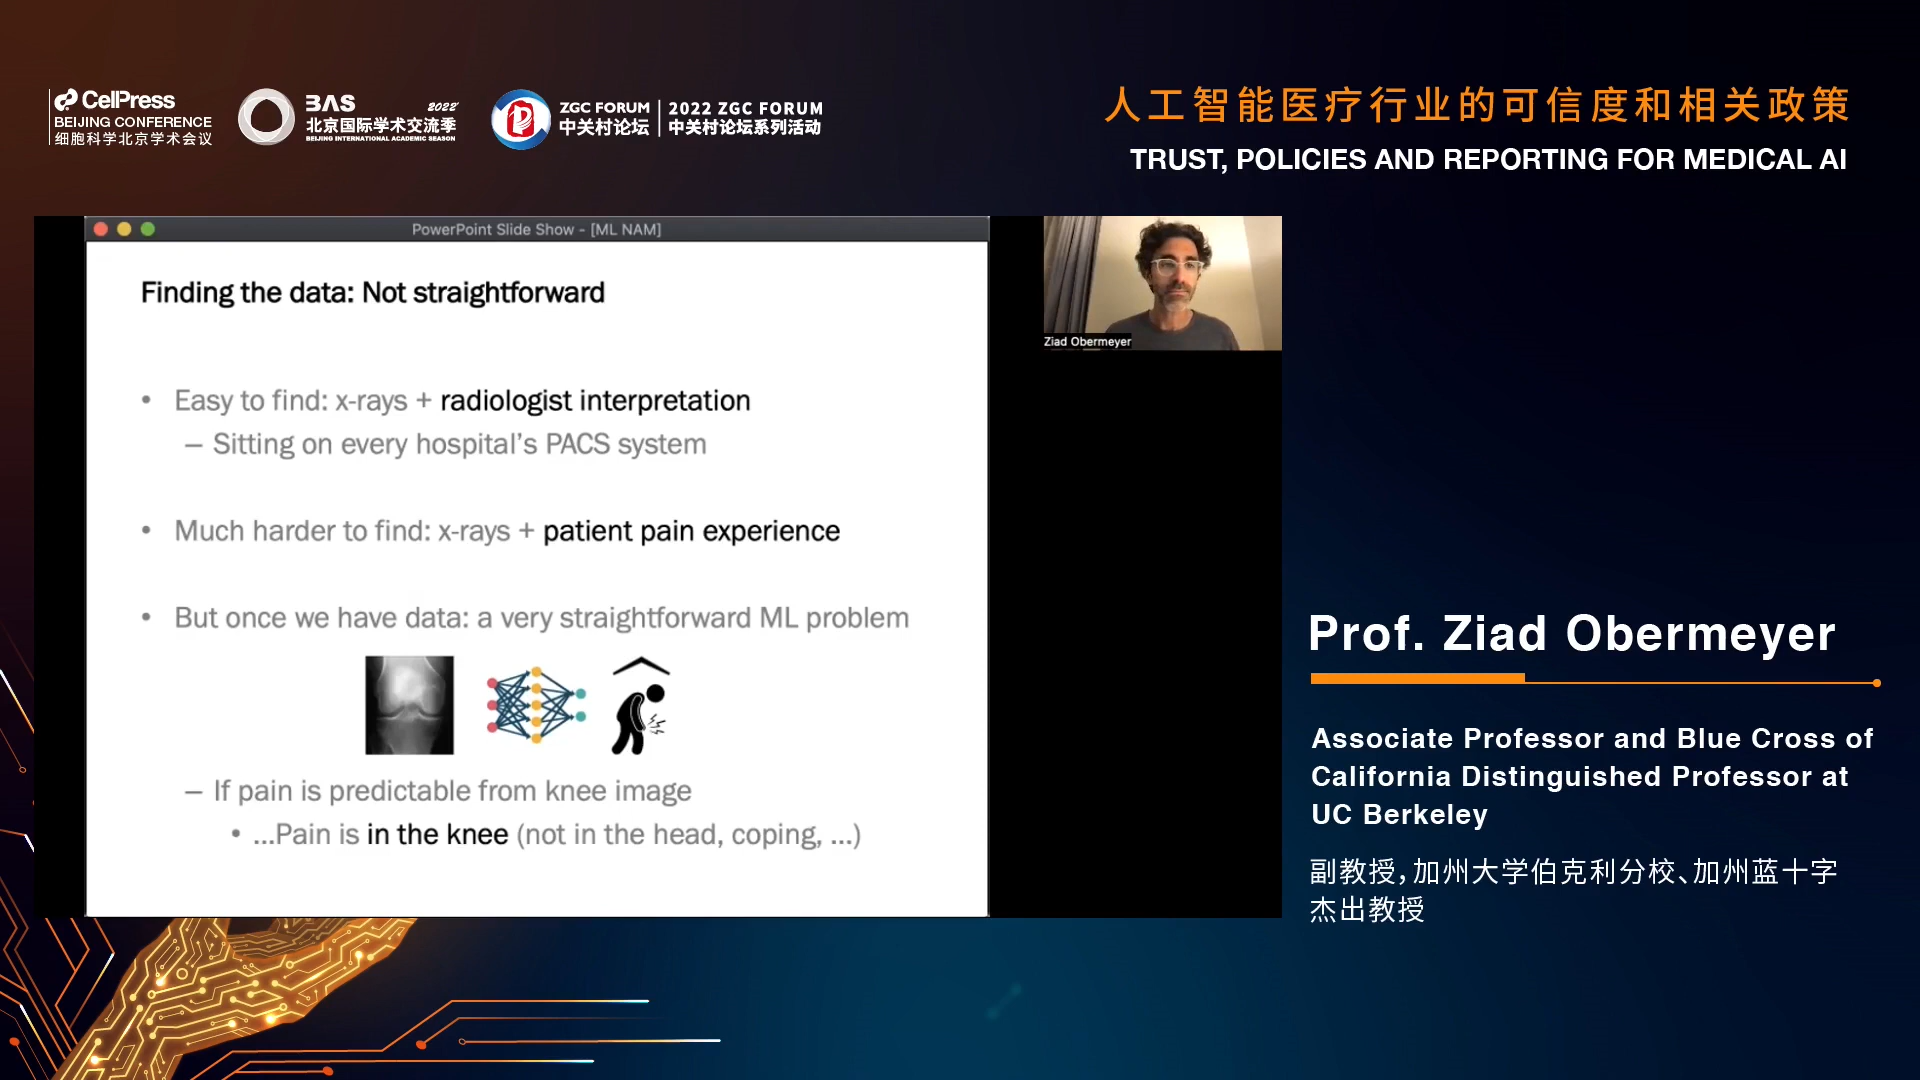 CellPress
BEIJING CONFERENCE
细胞科学北京学术会议
BAS 2022
北京国际学术交流季
BEIJING INTERNATIONAL ACADEMIC SEASON
ZGC FORUM
中关村论坛
2022 ZGC FORUM
中关村论坛系列活动
人工智能医疗行业的可信度和相关政策
TRUST, POLICIES AND REPORTING FOR MEDICAL AI
PowerPoint Slide Show - [ML NAM]
Finding the data: Not straightforward
• Easy to find: x-rays + radiologist interpretation
– Sitting on every hospital's PACS system
• Much harder to find: x-rays + patient pain experience
• But once we have data: a very straightforward ML problem
– If pain is predictable from knee image
• ...Pain is in the knee (not in the head, coping, ...)
Ziad Obermeyer
Prof. Ziad Obermeyer
Associate Professor and Blue Cross of
California Distinguished Professor at
UC Berkeley
副教授，加州大学伯克利分校、加州蓝十字
杰出教授